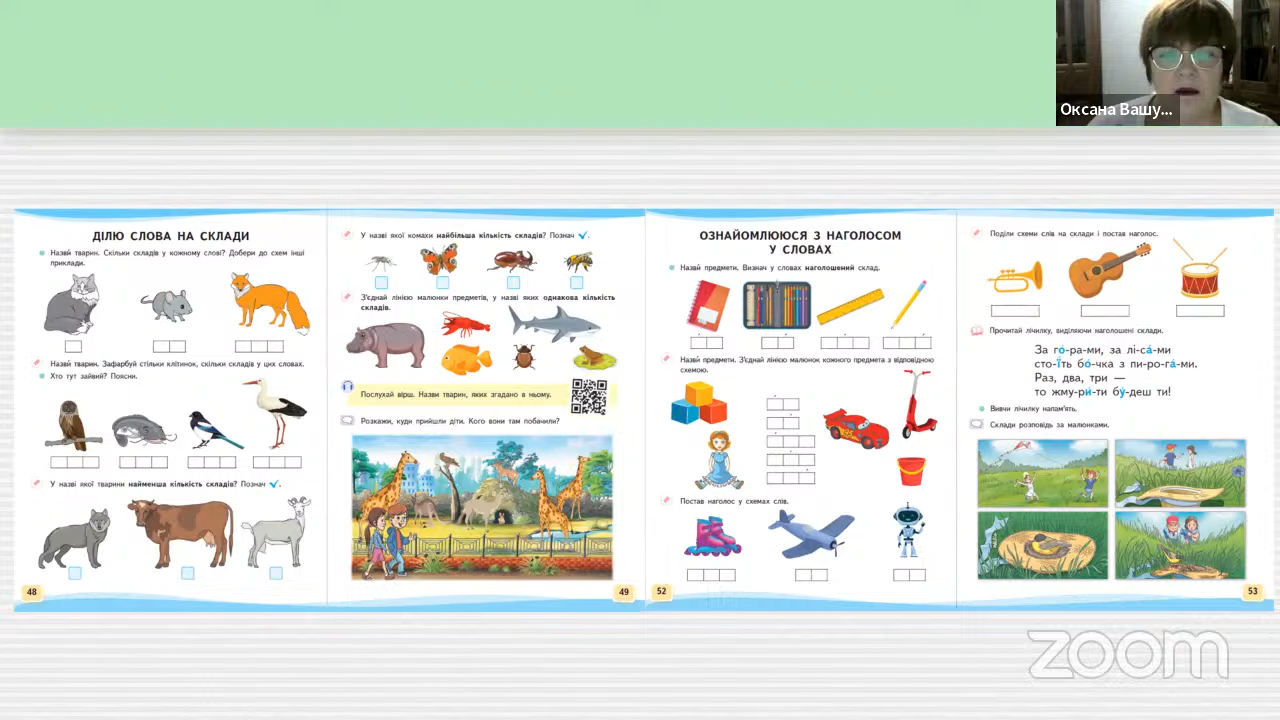 Оксана Вашу...
ДІЛЮ СЛОВА НА СКЛАДИ
Назви́ тварин. Скільки складів у кожному слові? Добери до схем інші
приклади.
Назви́ тварин. Зафарбуй стільки клітинок, скільки складів у цих словах.
Хто тут зайвий? Поясни.
У назві якої тварини найменша кількість складів? Познач ✓.
48
У назві якої комахи найбільша кількість складів? Познач ✓.
З'єднай лінією малюнки предметів, у назві яких однакова кількість
складів.
Послухай вірш. Назви тварин, яких згадано в ньому.
Розкажи, куди прийшли діти. Кого вони там побачили?
49
ОЗНАЙОМЛЮЮСЯ З НАГОЛОСОМ
У СЛОВАХ
Назви́ предмети. Визнач у словах наголошений склад.
Назви́ предмети. З'єднай лінією малюнок кожного предмета з відповідною
схемою.
Постав наголос у схемах слів.
52
Поділи схеми слів на склади і постав наголос.
Прочитай лічилку, виділяючи наголошені склади.
За го́-ра-ми, за лі-са́-ми
сто-ї́ть бо́-чка з пи-ро-га́-ми.
Раз, два, три —
то жму-ри́-ти бу́-деш ти!
Вивчи лічилку напам'ять.
Склади розповідь за малюнками.
53
zoom